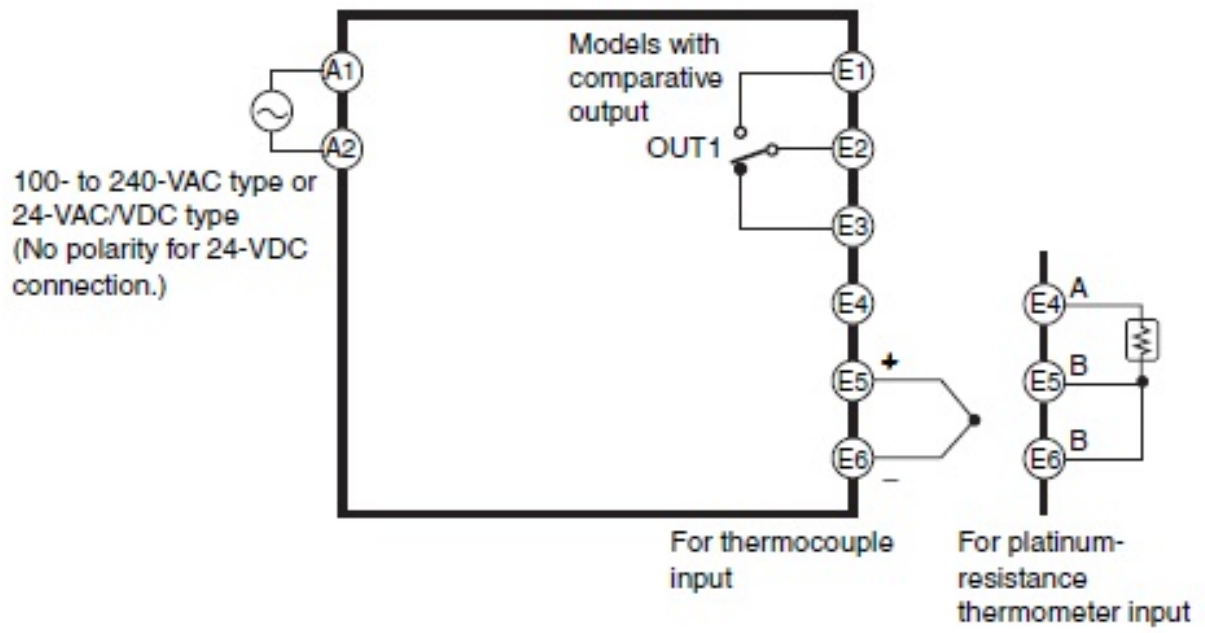 A1
A2
100- to 240-VAC type or
24-VAC/VDC type
(No polarity for 24-VDC
connection.)
Models with
comparative
output
OUT1
E1
E2
E3
E4
E5
+
E6
−
For thermocouple
input
E4
A
E5
B
E6
B
For platinum-
resistance
thermometer input